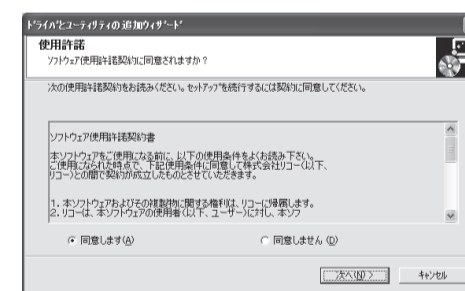 ﾄﾞﾗｲﾊﾞとﾕｰﾃｨﾘﾃｨの追加ｳｨｻﾞｰﾄﾞ
使用許諾
ｿﾌﾄｳｪｱ使用許諾契約に同意されますか？
次の使用許諾契約をお読みください。ｾｯﾄｱｯﾌﾟを続行するには契約に同意してください。
ソフトウェア使用許諾契約書
本ソフトウェアをご使用になる前に、以下の使用条件をよくお読み下さい。
ご使用になられた時点で、下記使用条件に同意して株式会社リコー（以下、
リコー）との間で契約が成立したものとさせていただきます。
1. 本ソフトウェアおよびその複製物に関する権利は、リコーに帰属します。
2. リコーは、本ソフトウェアの使用者（以下、ユーザー）に対し、本ソフ
同意します(A)
同意しません (D)
次へ(N) >
ｷｬﾝｾﾙ